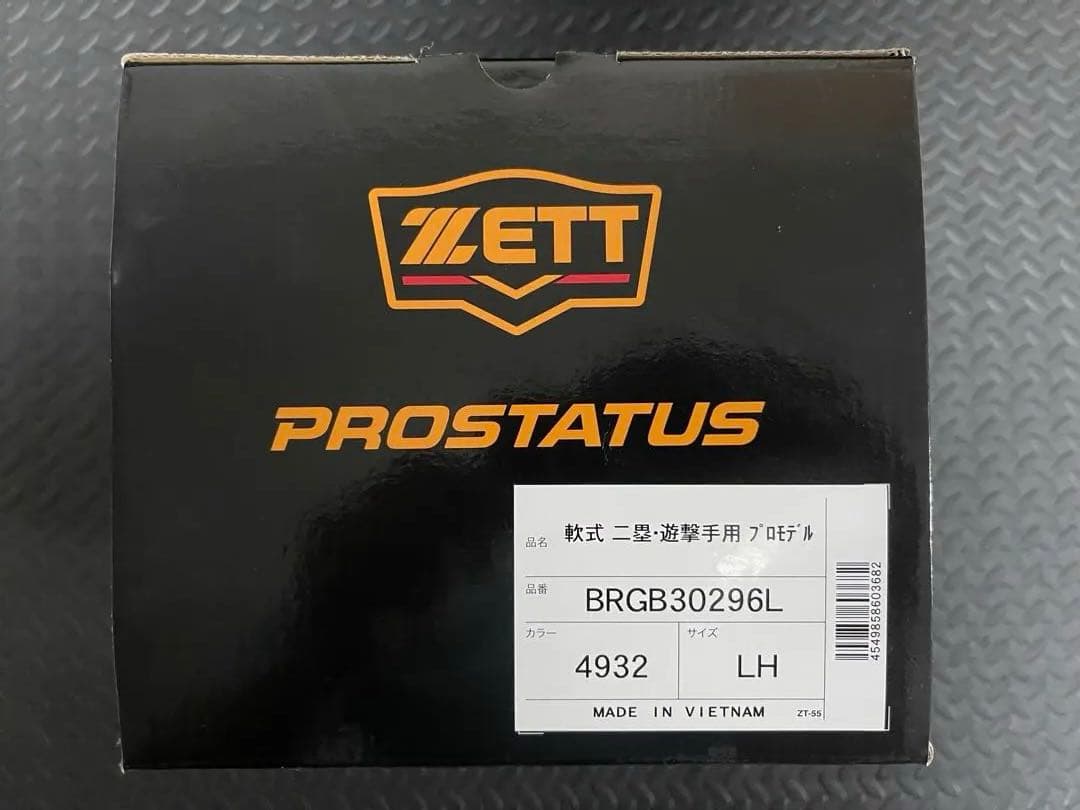 ZETT
PROSTATUS
品名 軟式 二塁・遊撃手用 ﾌﾟﾛﾓﾃﾞﾙ
品番 BRGB30296L
カラー 4932
サイズ LH
MADE IN VIETNAM ZT-55
4549858603682